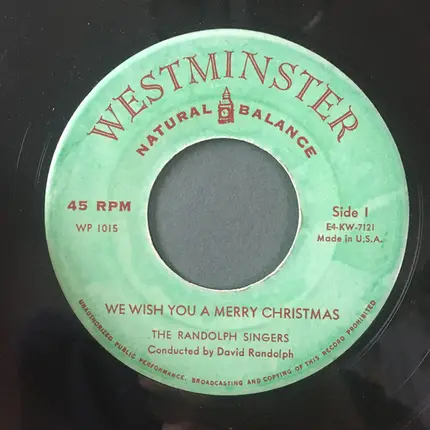 WESTMINSTER
NATURAL BALANCE
45 RPM
WP 1015
Side 1
E4-KW-7121
Made in U.S.A.
WE WISH YOU A MERRY CHRISTMAS
THE RANDOLPH SINGERS
Conducted by David Randolph
UNAUTHORIZED PUBLIC PERFORMANCE, BROADCASTING AND COPYING OF THIS RECORD PROHIBITED